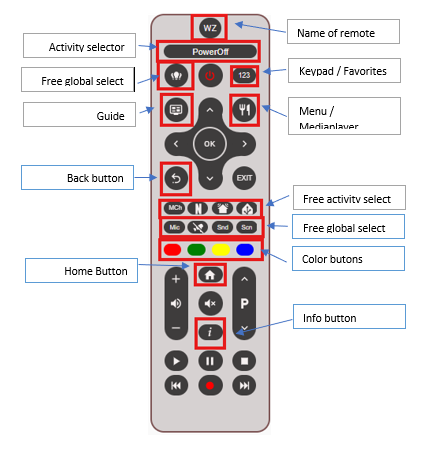 WZ
Name of remote
Activity selector
PowerOff
Free global select
123
Keypad / Favorites
Guide
Menu /
Mediaplayer
OK
Back button
EXIT
MCh N
Free activity select
Mic Snd Scn
Free global select
Color butons
Home Button
P
i
Info button